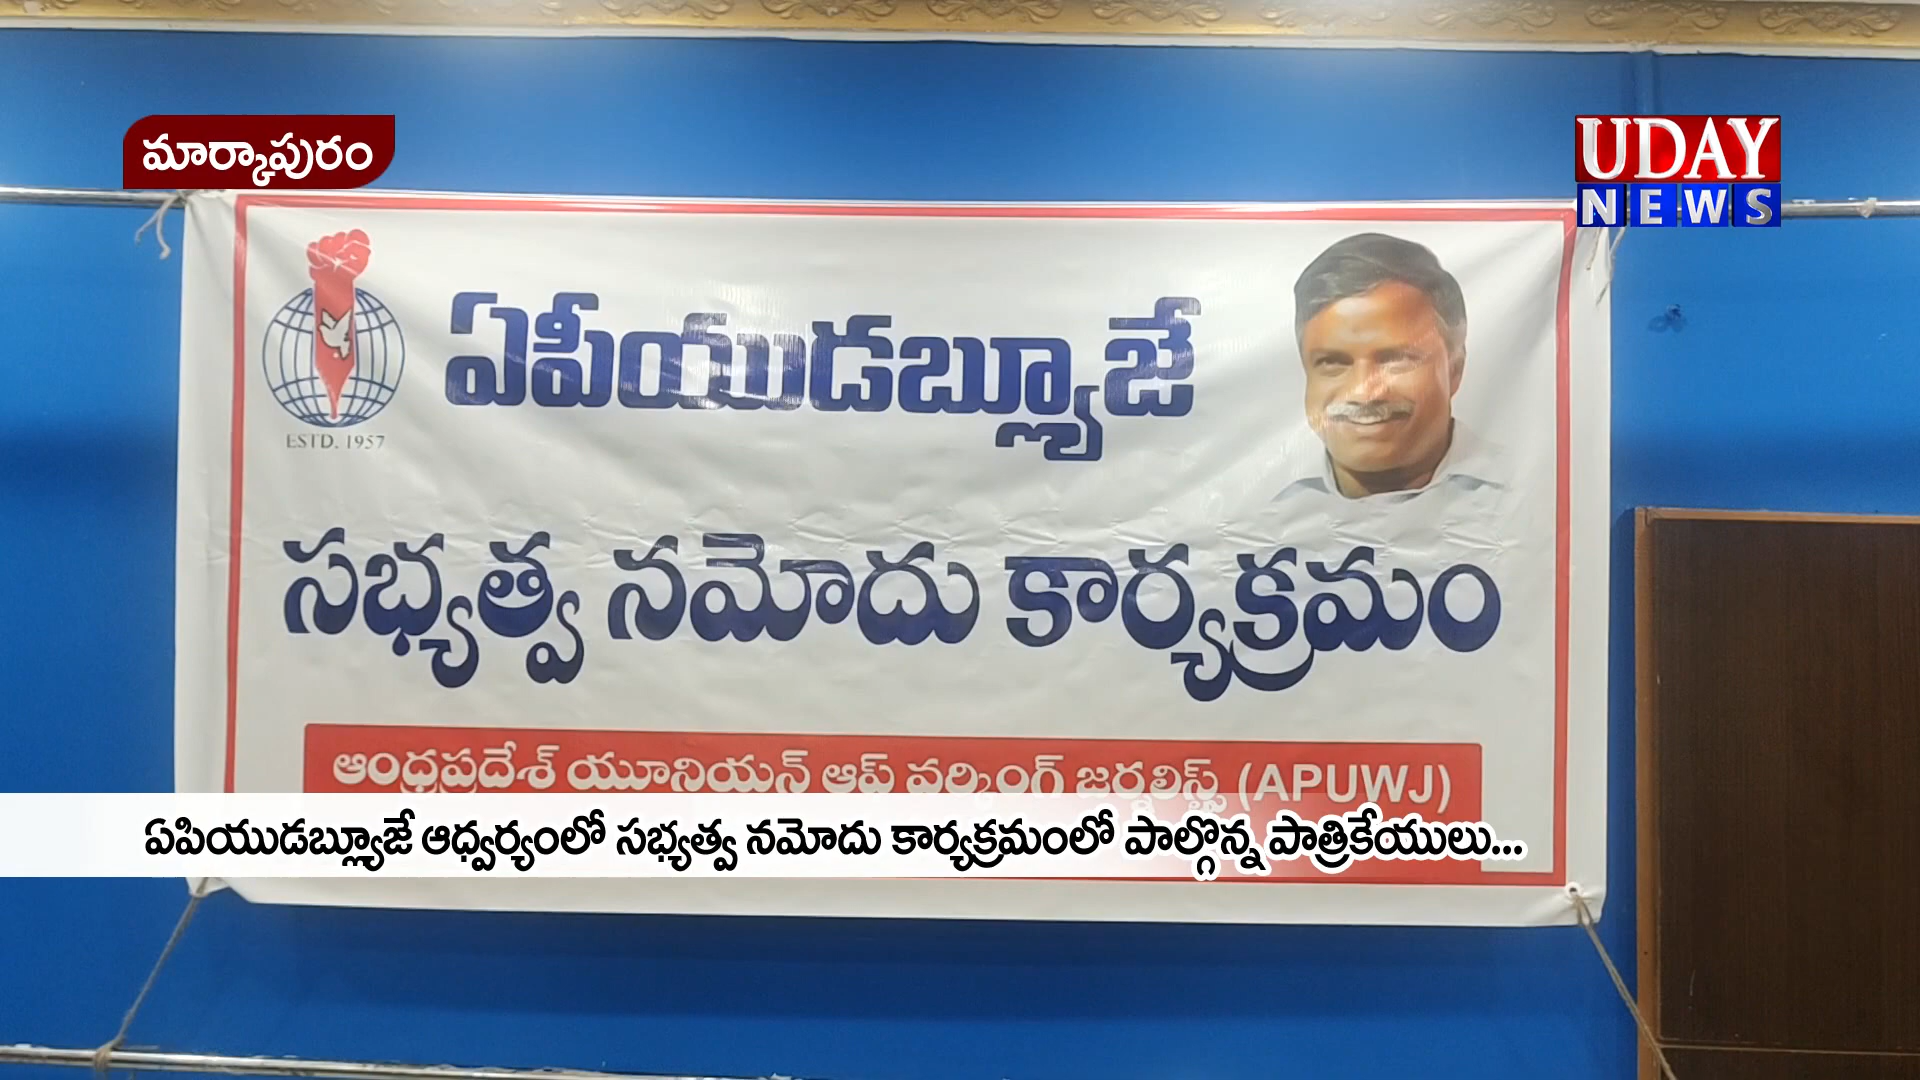 మార్కాపురం
UDAY
NEWS
ESTD. 1957
ఏపీయుడబ్ల్యూజే
సభ్యత్వ నమోదు కార్యక్రమం
ఆంధ్రప్రదేశ్ యూనియన్ ఆఫ్ వర్కింగ్ జర్నలిస్ట్స్ (APUWJ)
ఏపియుడబ్ల్యూజే ఆధ్వర్యంలో సభ్యత్వ నమోదు కార్యక్రమంలో పాల్గొన్న పాత్రికేయులు...